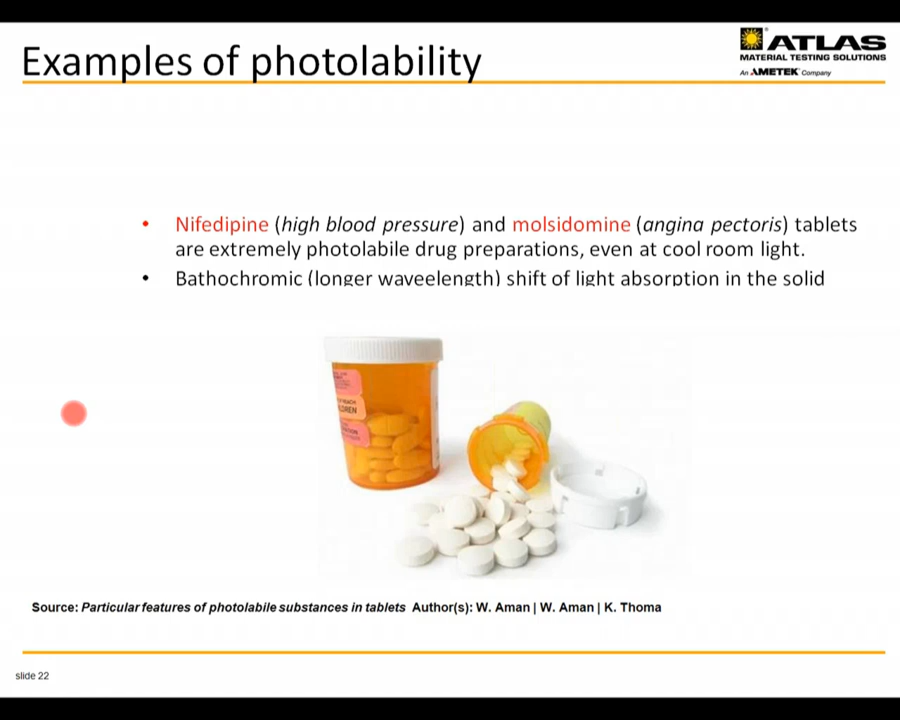 Examples of photolability
ATLAS
MATERIAL TESTING SOLUTIONS
An AMETEK Company
• Nifedipine (high blood pressure) and molsidomine (angina pectoris) tablets
are extremely photolabile drug preparations, even at cool room light.
• Bathochromic (longer waveelength) shift of light absorption in the solid
Source: Particular features of photolabile substances in tablets Author(s): W. Aman | W. Aman | K. Thoma
slide 22